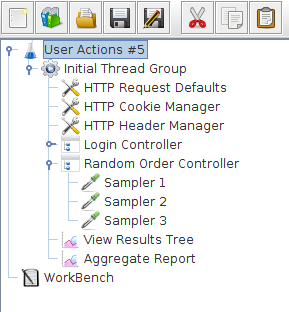 User Actions #5
Initial Thread Group
HTTP Request Defaults
HTTP Cookie Manager
HTTP Header Manager
Login Controller
Random Order Controller
Sampler 1
Sampler 2
Sampler 3
View Results Tree
Aggregate Report
WorkBench